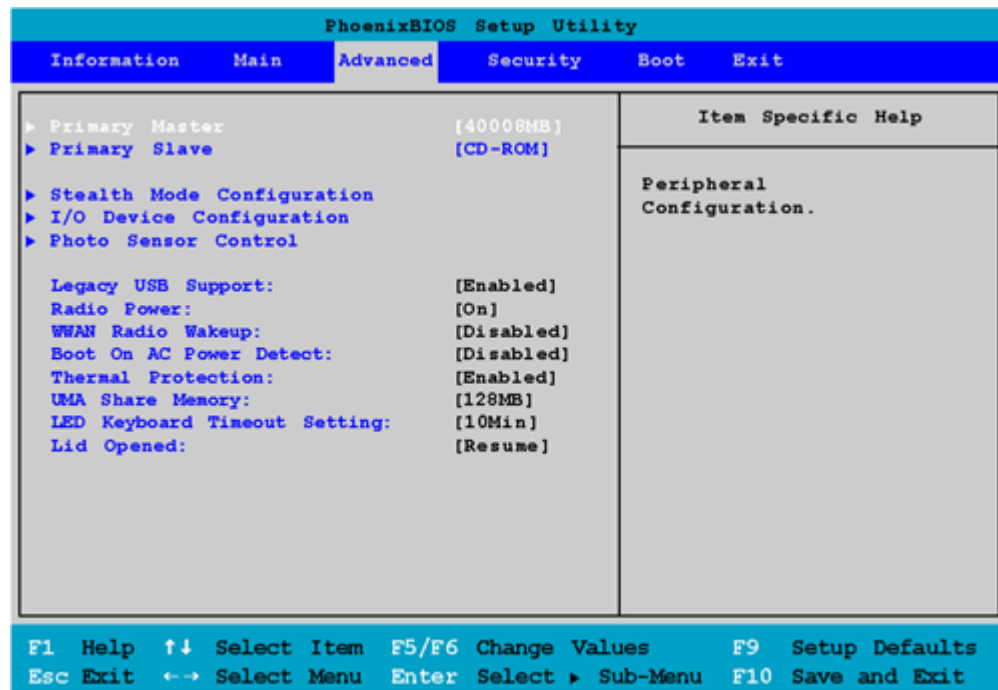 PhoenixBIOS Setup Utility
Information Main Advanced Security Boot Exit
▶ Primary Master [40008MB]
▶ Primary Slave [CD-ROM]
▶ Stealth Mode Configuration
▶ I/O Device Configuration
▶ Photo Sensor Control
Legacy USB Support: [Enabled]
Radio Power: [On]
WWAN Radio Wakeup: [Disabled]
Boot On AC Power Detect: [Disabled]
Thermal Protection: [Enabled]
UMA Share Memory: [128MB]
LED Keyboard Timeout Setting: [10Min]
Lid Opened: [Resume]
Item Specific Help
Peripheral
Configuration.
F1 Help ↑↓ Select Item F5/F6 Change Values F9 Setup Defaults
Esc Exit ←→ Select Menu Enter Select ▶ Sub-Menu F10 Save and Exit